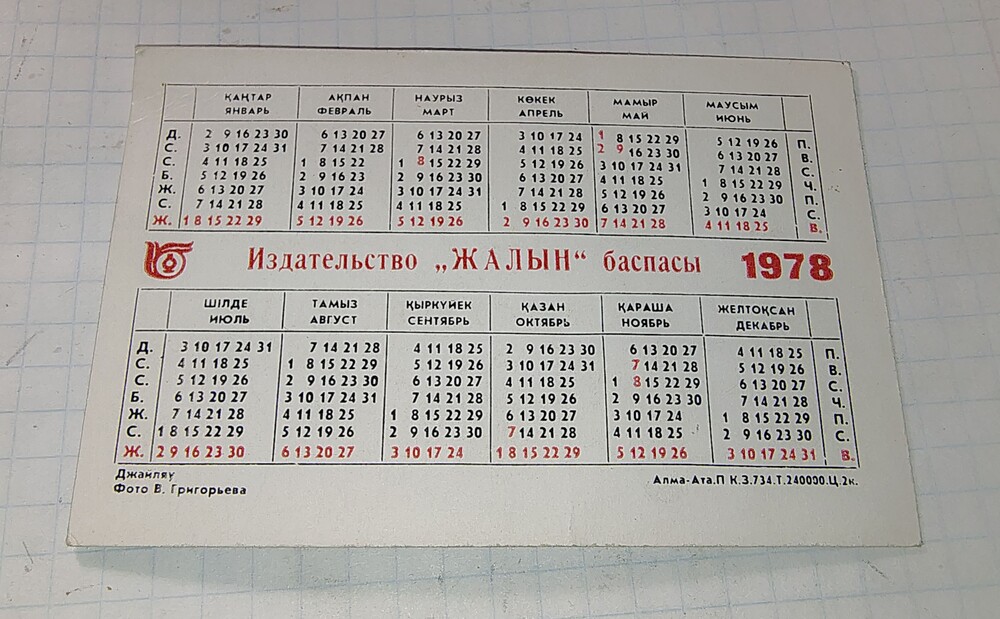 ҚАҢТАР АҚПАН НАУРЫЗ КӨКЕК МАМЫР МАУСЫМ
ЯНВАРЬ ФЕВРАЛЬ МАРТ АПРЕЛЬ МАЙ ИЮНЬ
Д. 2 9 16 23 30 6 13 20 27 6 13 20 27 3 10 17 24 1 8 15 22 29 5 12 19 26 П.
С. 3 10 17 24 31 7 14 21 28 7 14 21 28 4 11 18 25 2 9 16 23 30 6 13 20 27 В.
С. 4 11 18 25 1 8 15 22 1 8 15 22 29 5 12 19 26 3 10 17 24 31 7 14 21 28 С.
Б. 5 12 19 26 2 9 16 23 2 9 16 23 30 6 13 20 27 4 11 18 25 1 8 15 22 29 Ч.
Ж. 6 13 20 27 3 10 17 24 3 10 17 24 31 7 14 21 28 5 12 19 26 2 9 16 23 30 П.
С. 7 14 21 28 4 11 18 25 4 11 18 25 1 8 15 22 29 6 13 20 27 3 10 17 24 С.
Ж. 1 8 15 22 29 5 12 19 26 5 12 19 26 2 9 16 23 30 7 14 21 28 4 11 18 25 В.
Издательство „ЖАЛЫН“ баспасы 1978
ШІЛДЕ ТАМЫЗ ҚЫРКҮЙЕК ҚАЗАН ҚАРАША ЖЕЛТОҚСАН
ИЮЛЬ АВГУСТ СЕНТЯБРЬ ОКТЯБРЬ НОЯБРЬ ДЕКАБРЬ
Д. 3 10 17 24 31 7 14 21 28 4 11 18 25 2 9 16 23 30 6 13 20 27 4 11 18 25 П.
С. 4 11 18 25 1 8 15 22 29 5 12 19 26 3 10 17 24 31 7 14 21 28 5 12 19 26 В.
С. 5 12 19 26 2 9 16 23 30 6 13 20 27 4 11 18 25 1 8 15 22 29 6 13 20 27 С.
Б. 6 13 20 27 3 10 17 24 31 7 14 21 28 5 12 19 26 2 9 16 23 30 7 14 21 28 Ч.
Ж. 7 14 21 28 4 11 18 25 1 8 15 22 29 6 13 20 27 3 10 17 24 1 8 15 22 29 П.
С. 1 8 15 22 29 5 12 19 26 2 9 16 23 30 7 14 21 28 4 11 18 25 2 9 16 23 30 С.
Ж. 2 9 16 23 30 6 13 20 27 3 10 17 24 1 8 15 22 29 5 12 19 26 3 10 17 24 31 В.
Джайляу
Фото В. Григорьева
Алма-Ата.П К.З.734.Т.240000.Ц.2к.